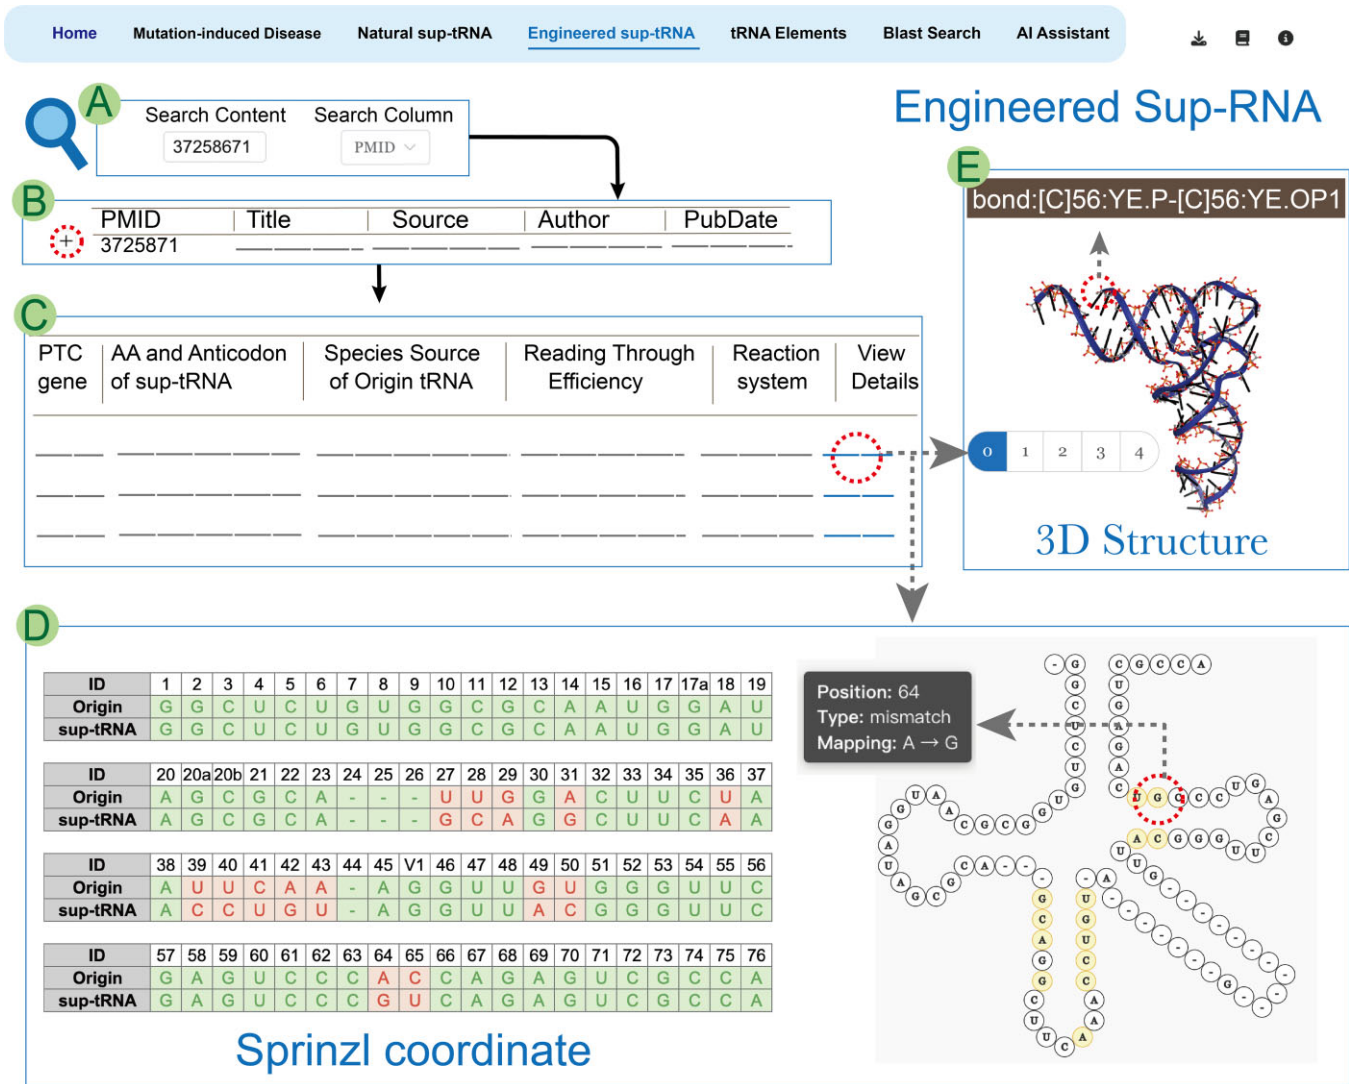 Home Mutation-induced Disease Natural sup-tRNA Engineered sup-tRNA tRNA Elements Blast Search AI Assistant
Engineered Sup-RNA
A
Search Content Search Column
37258671 PMID
B
PMID Title Source Author PubDate
+ 3725871
C
PTC gene AA and Anticodon of sup-tRNA Species Source of Origin tRNA Reading Through Efficiency Reaction system View Details
E
bond:[C]56:YE.P-[C]56:YE.OP1
0 1 2 3 4
3D Structure
D
ID 1 2 3 4 5 6 7 8 9 10 11 12 13 14 15 16 17 17a 18 19
Origin G G C U C U G U G G C G C A A U G G A U
sup-tRNA G G C U C U G U G G C G C A A U G G A U
ID 20 20a 20b 21 22 23 24 25 26 27 28 29 30 31 32 33 34 35 36 37
Origin A G C G C A - - - U U G G A C U U C U A
sup-tRNA A G C G C A - - - G C A G G C U U C A A
ID 38 39 40 41 42 43 44 45 V1 46 47 48 49 50 51 52 53 54 55 56
Origin A U U C A A - A G G U U G U G G G U U C
sup-tRNA A C C U G U - A G G U U A C G G G U U C
ID 57 58 59 60 61 62 63 64 65 66 67 68 69 70 71 72 73 74 75 76
Origin G A G U C C C A C C A G A G U C G C C A
sup-tRNA G A G U C C C G U C A G A G U C G C C A
Sprinzl coordinate
Position: 64
Type: mismatch
Mapping: A → G
- G C G C C A